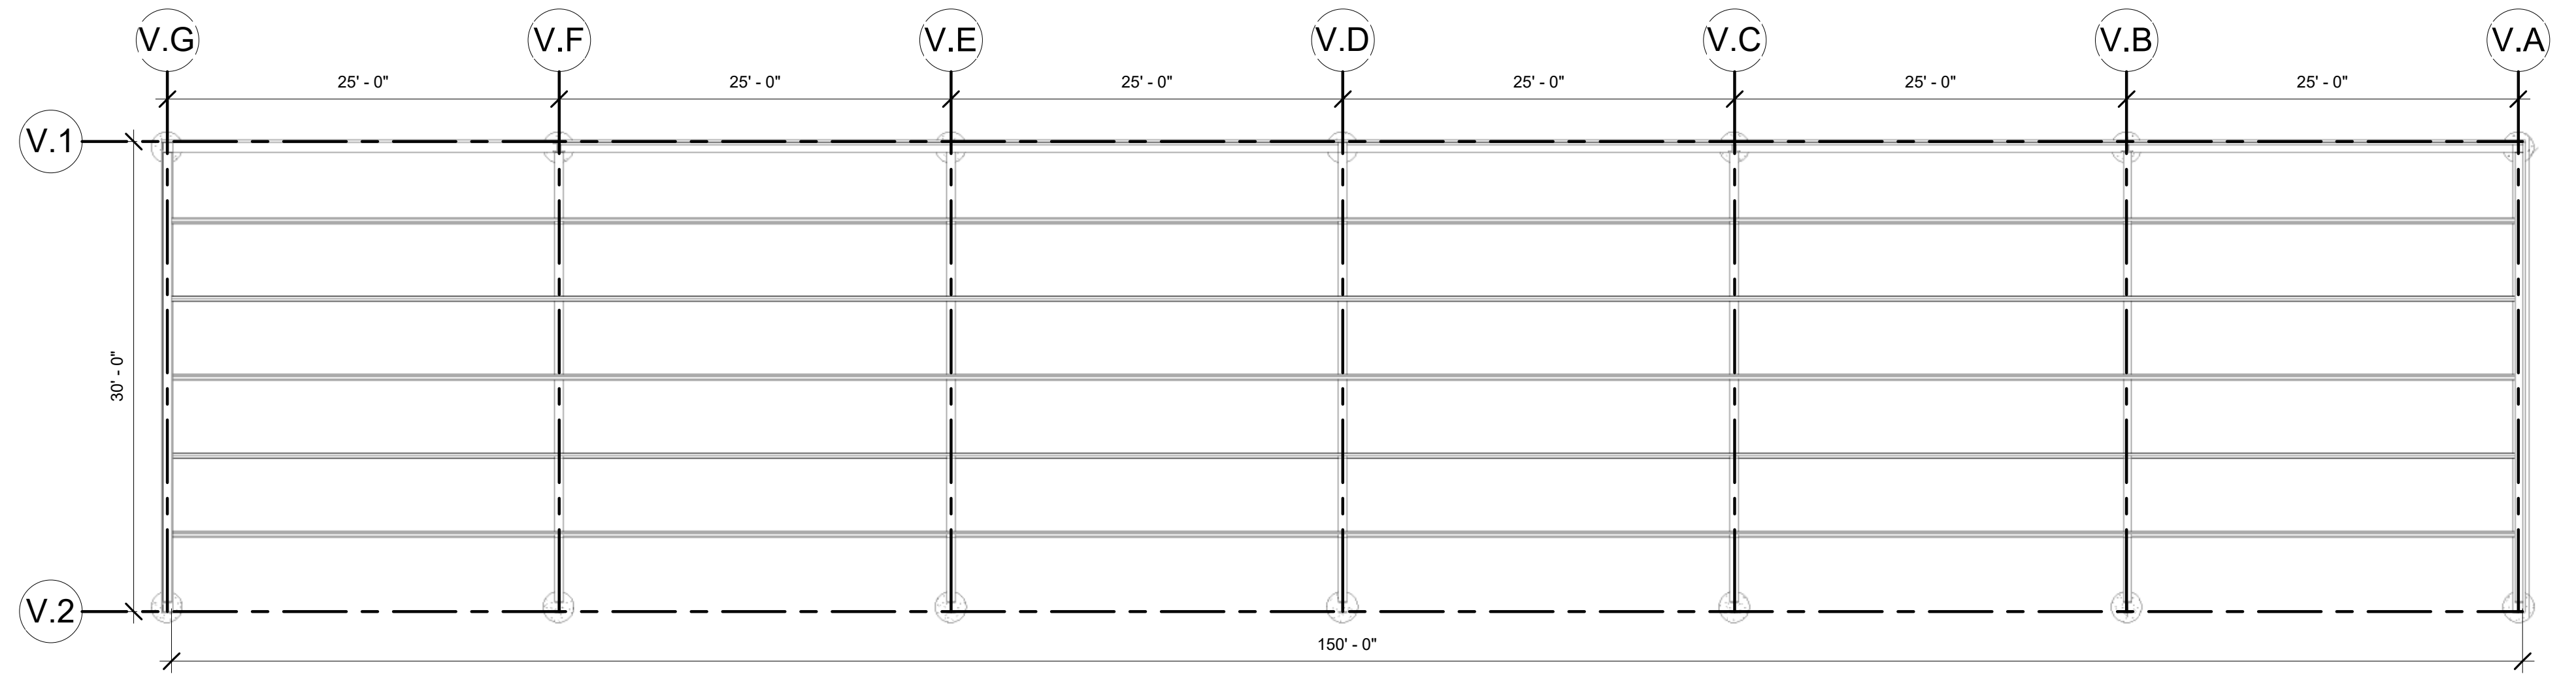 V.G V.F V.E V.D V.C V.B V.A
25' - 0" 25' - 0" 25' - 0" 25' - 0" 25' - 0" 25' - 0"
V.1
30' - 0"
V.2
150' - 0"